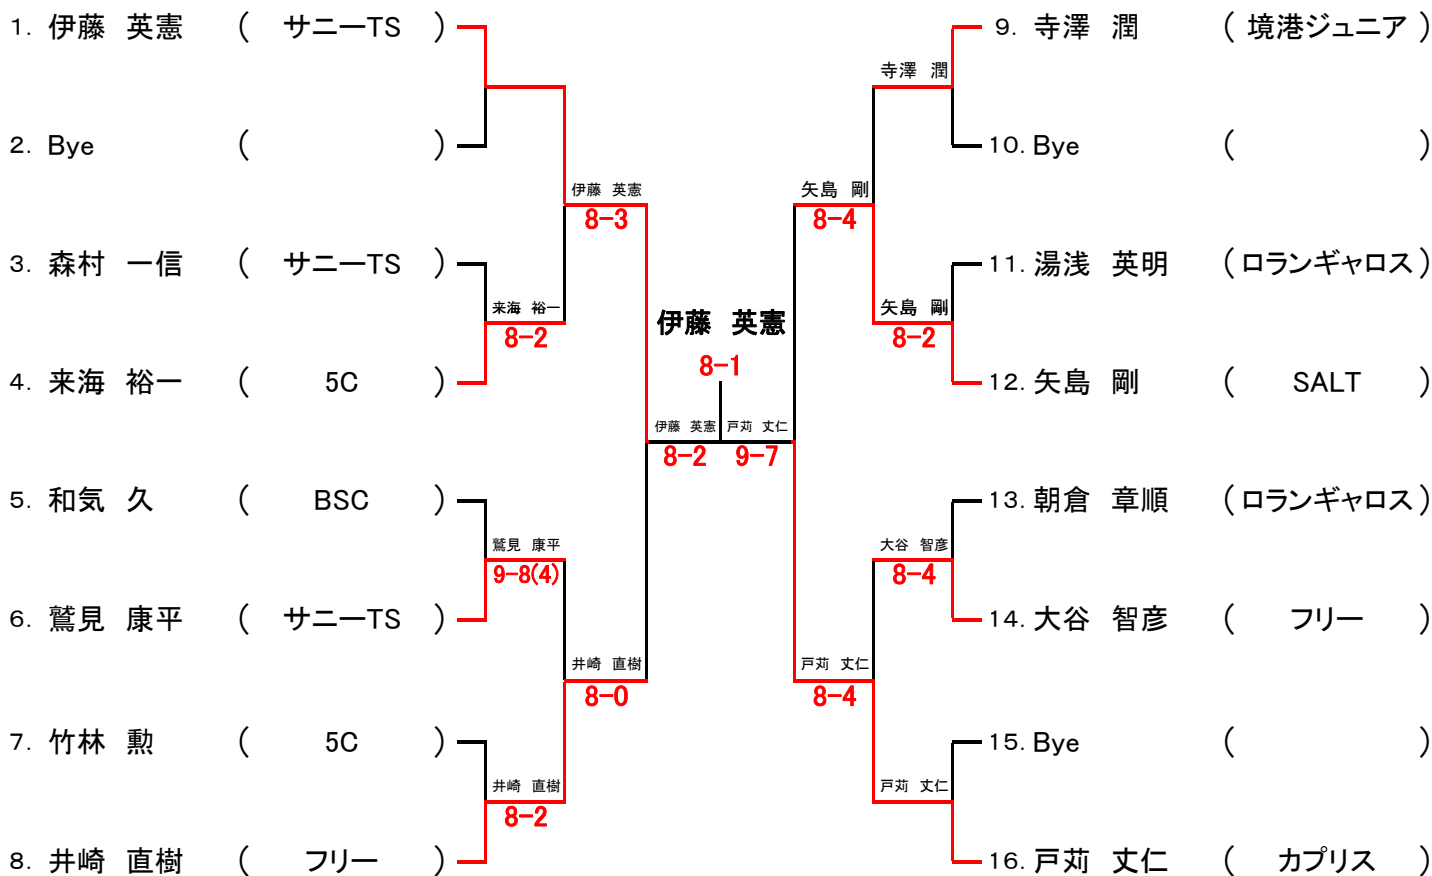 1. 伊藤 英憲 ( サニーTS )
2. Bye ( )
3. 森村 一信 ( サニーTS )
4. 来海 裕一 ( 5C )
5. 和気 久 ( BSC )
6. 鷲見 康平 ( サニーTS )
7. 竹林 勲 ( 5C )
8. 井崎 直樹 ( フリー )
来海 裕一
8-2
鷲見 康平
9-8(4)
井崎 直樹
8-2
伊藤 英憲
8-3
井崎 直樹
8-0
伊藤 英憲
8-1
伊藤 英憲
8-2
戸苅 丈仁
9-7
矢島 剛
8-4
戸苅 丈仁
8-4
寺澤 潤
矢島 剛
8-2
大谷 智彦
8-4
戸苅 丈仁
9. 寺澤 潤 ( 境港ジュニア )
10. Bye ( )
11. 湯浅 英明 ( ロランギャロス )
12. 矢島 剛 ( SALT )
13. 朝倉 章順 ( ロランギャロス )
14. 大谷 智彦 ( フリー )
15. Bye ( )
16. 戸苅 丈仁 ( カプリス )